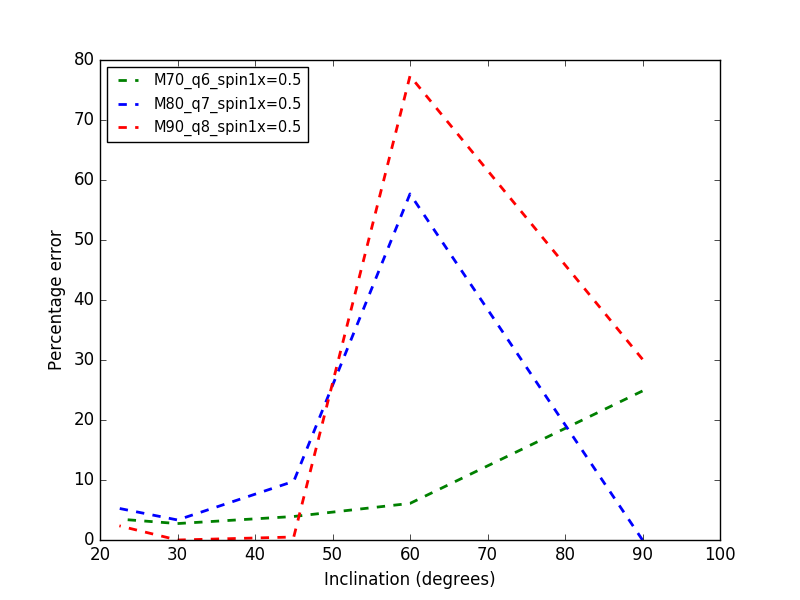 M70_q6_spin1x=0.5
M80_q7_spin1x=0.5
M90_q8_spin1x=0.5
80
70
60
50
40
30
20
10
0
Percentage error
20 30 40 50 60 70 80 90 100
Inclination (degrees)